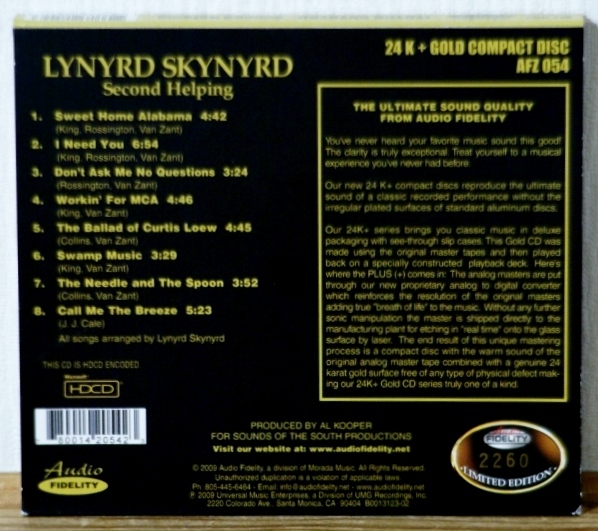 LYNYRD SKYNYRD
Second Helping
1. Sweet Home Alabama 4:42
(King, Rossington, Van Zant)
2. I Need You 6:54
(King, Rossington, Van Zant)
3. Don't Ask Me No Questions 3:24
(Rossington, Van Zant)
4. Workin' For MCA 4:46
(King, Van Zant)
5. The Ballad of Curtis Loew 4:45
(Collins, Van Zant)
6. Swamp Music 3:29
(King, Van Zant)
7. The Needle and The Spoon 3:52
(Collins, Van Zant)
8. Call Me The Breeze 5:23
(J. J. Cale)
All songs arranged by Lynyrd Skynyrd
THIS CD IS HDCD ENCODED
Microsoft
HDCD
24 K + GOLD COMPACT DISC
AFZ 054
THE ULTIMATE SOUND QUALITY
FROM AUDIO FIDELITY
You've never heard your favorite music sound this good!
The clarity is truly exceptional. Treat yourself to a musical
experience you've never had before.
Our new 24 K+ compact discs reproduce the ultimate
sound of a classic recorded performance without the
irregular plated surfaces of standard aluminum discs.
Our 24K+ series brings you classic music in deluxe
packaging with see-through slip cases. This Gold CD was
made using the original master tapes and then played
back on a specially constructed playback deck. Here's
where the PLUS (+) comes in: The analog masters are put
through our new proprietary analog to digital converter
which reinforces the resolution of the original masters
adding true "breath of life" to the music. Without any further
sonic manipulation the master is shipped directly to the
manufacturing plant for etching in "real time" onto the glass
surface by laser. The end result of this unique mastering
process is a compact disc with the warm sound of the
original analog master tape combined with a genuine 24
karat gold surface free of any type of physical defect mak-
ing our 24K+ Gold CD series truly one of a kind.
80014 20542
Audio
FIDELITY
PRODUCED BY AL KOOPER
FOR SOUNDS OF THE SOUTH PRODUCTIONS
Visit our website at: www.audiofidelity.net
© 2009 Audio Fidelity, a division of Morada Music. All Rights Reserved.
Unauthorized duplication is a violation of applicable laws
Ph 805-445-6464 - Email: info@audiofidelity.net - www.audiofidelity.net
℗ 2009 Universal Music Enterprises, a Division of UMG Recordings, Inc.
2220 Colorado Ave., Santa Monica, CA 90404 B0013123-02
FIDELITY
2260
LIMITED EDITION